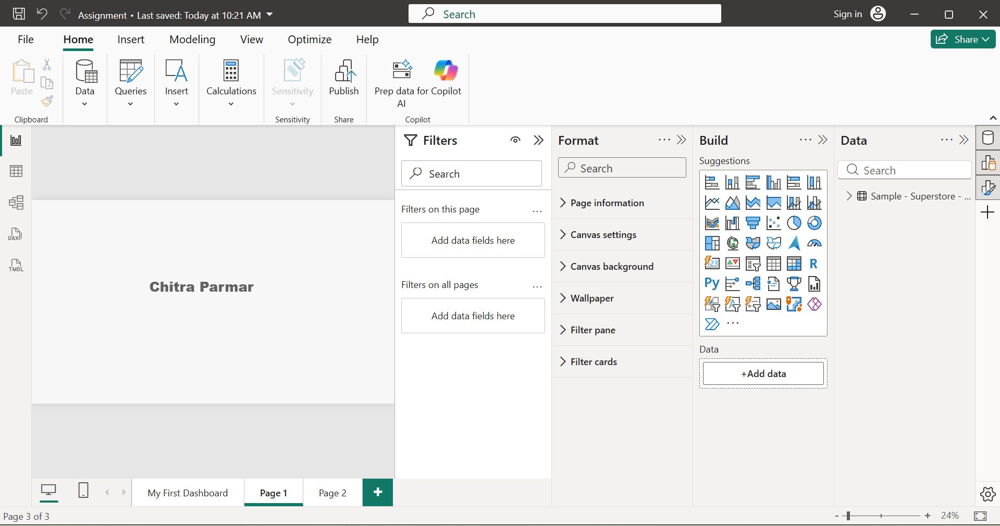 Assignment • Last saved: Today at 10:21 AM
Search
Sign in
File Home Insert Modeling View Optimize Help
Share
Paste
Data
Queries
Insert
Calculations
Sensitivity
Publish
Prep data for AI
Copilot
Clipboard
Sensitivity
Share
Copilot
DAX
TMDL
Chitra Parmar
Filters
Search
Filters on this page ...
Add data fields here
Filters on all pages ...
Add data fields here
Format ...
Search
Page information
Canvas settings
Canvas background
Wallpaper
Filter pane
Filter cards
Build ...
Suggestions
123
R
Py
...
Data
+Add data
Data ...
Search
Sample - Superstore - ...
My First Dashboard
Page 1
Page 2
+
Page 3 of 3
- + 24%